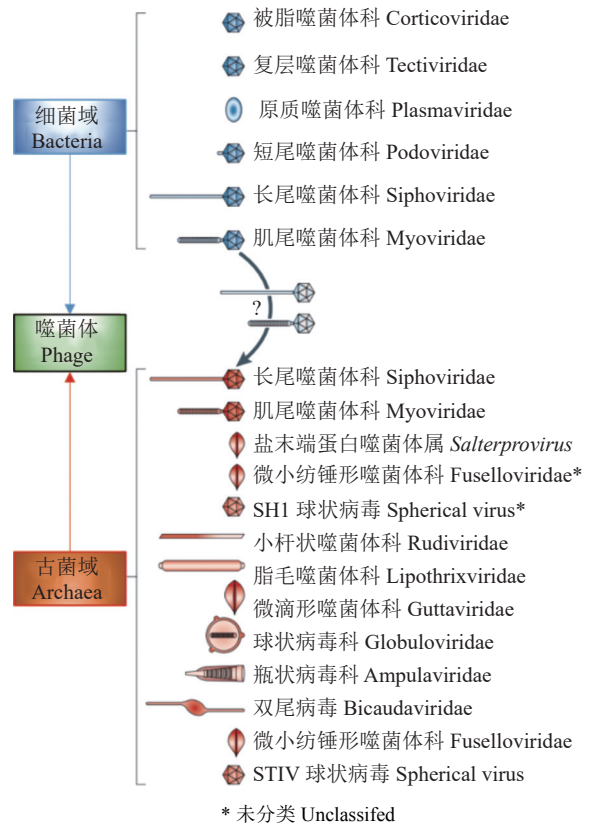 被脂噬菌体科 Corticoviridae
复层噬菌体科 Tectiviridae
原质噬菌体科 Plasmaviridae
短尾噬菌体科 Podoviridae
长尾噬菌体科 Siphoviridae
肌尾噬菌体科 Myoviridae
细菌域
Bacteria
?
噬菌体
Phage
长尾噬菌体科 Siphoviridae
肌尾噬菌体科 Myoviridae
盐末端蛋白噬菌体属 Salterprovirus
微小纺锤形噬菌体科 Fuselloviridae*
SH1 球状病毒 Spherical virus*
小杆状噬菌体科 Rudiviridae
脂毛噬菌体科 Lipothrixviridae
微滴形噬菌体科 Guttaviridae
球状病毒科 Globuloviridae
瓶状病毒科 Ampulaviridae
双尾病毒 Bicaudaviridae
微小纺锤形噬菌体科 Fuselloviridae
STIV 球状病毒 Spherical virus
古菌域
Archaea
* 未分类 Unclassifed